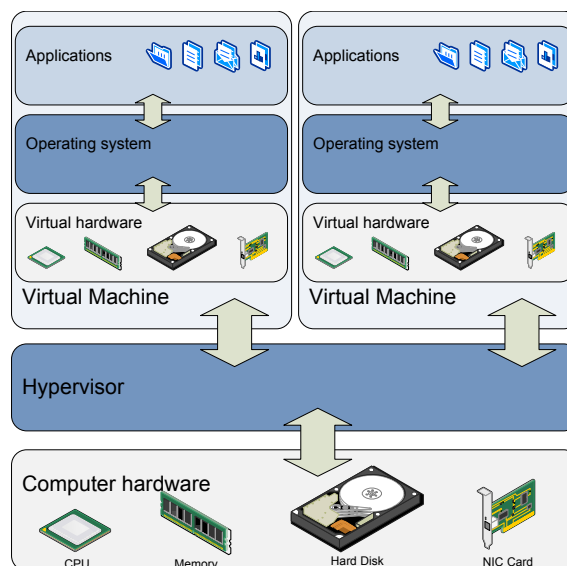 Applications
Applications
Operating system
Operating system
Virtual hardware
Virtual hardware
Virtual Machine
Virtual Machine
Hypervisor
Computer hardware
CPU
Memory
Hard Disk
NIC Card